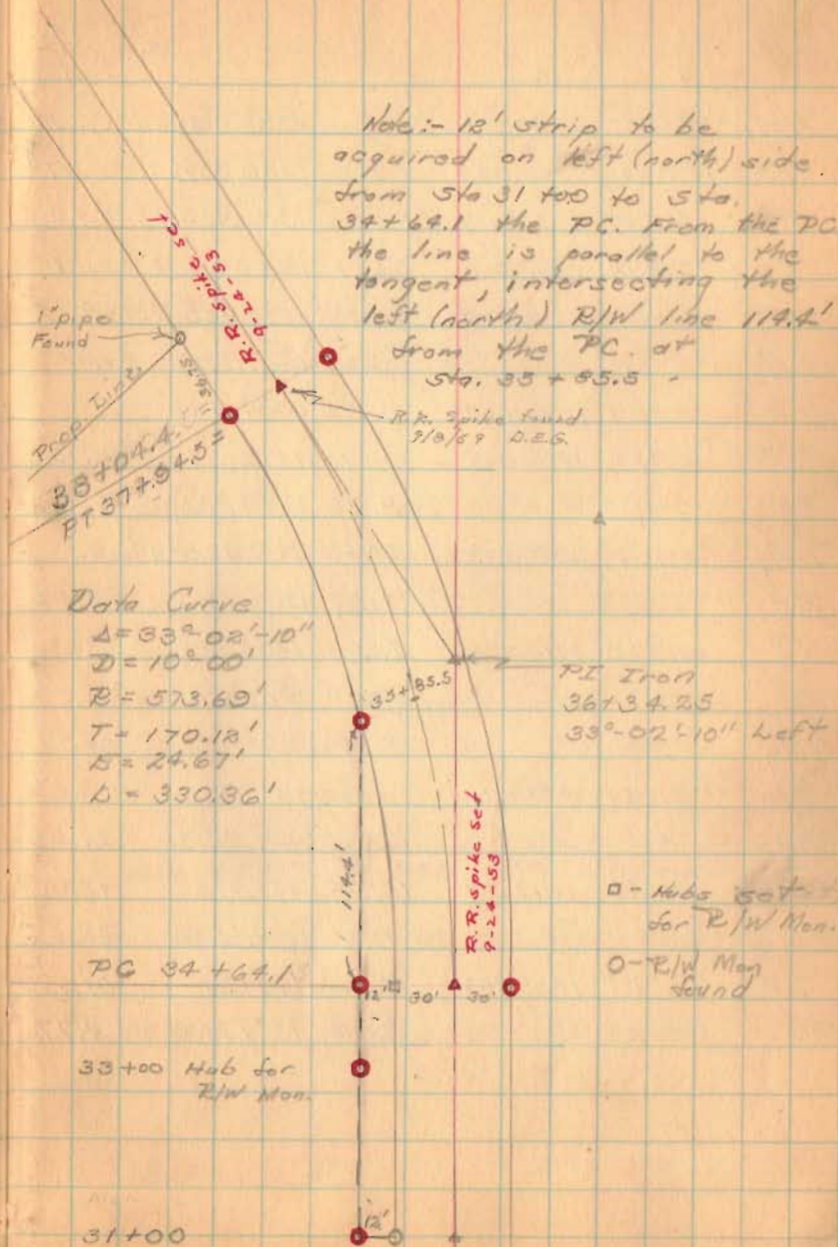 Note:- 12' strip to be
acquired on left (north) side
from Sta 31+00 to Sta.
34+64.1 the PC. From the PC
the line is parallel to the
tangent, intersecting the
left (north) R/W line 114.4'
from the PC. at
Sta. 35+85.5 -
R.R. Spike set
9-24-53
1" pipe
Found
36.75
Prop Line
R.R. Spike found
9/8/69 D.E.G.
38+04.4
PT 37+94.5=
Data Curve
Δ=33°-02'-10"
D=10°-00'
R=573.69'
T=170.12'
E=24.67'
L=330.36'
35+85.5
PI Iron
36+34.25
33°-02'-10" Left
114.4'
R.R. Spike set
9-24-53
□ - Hubs set
for R/W Mon.
O - R/W Mon
found
PC 34+64.1
12' 30' 30'
33+00 Hub for
R/W Mon.
31+00
12'